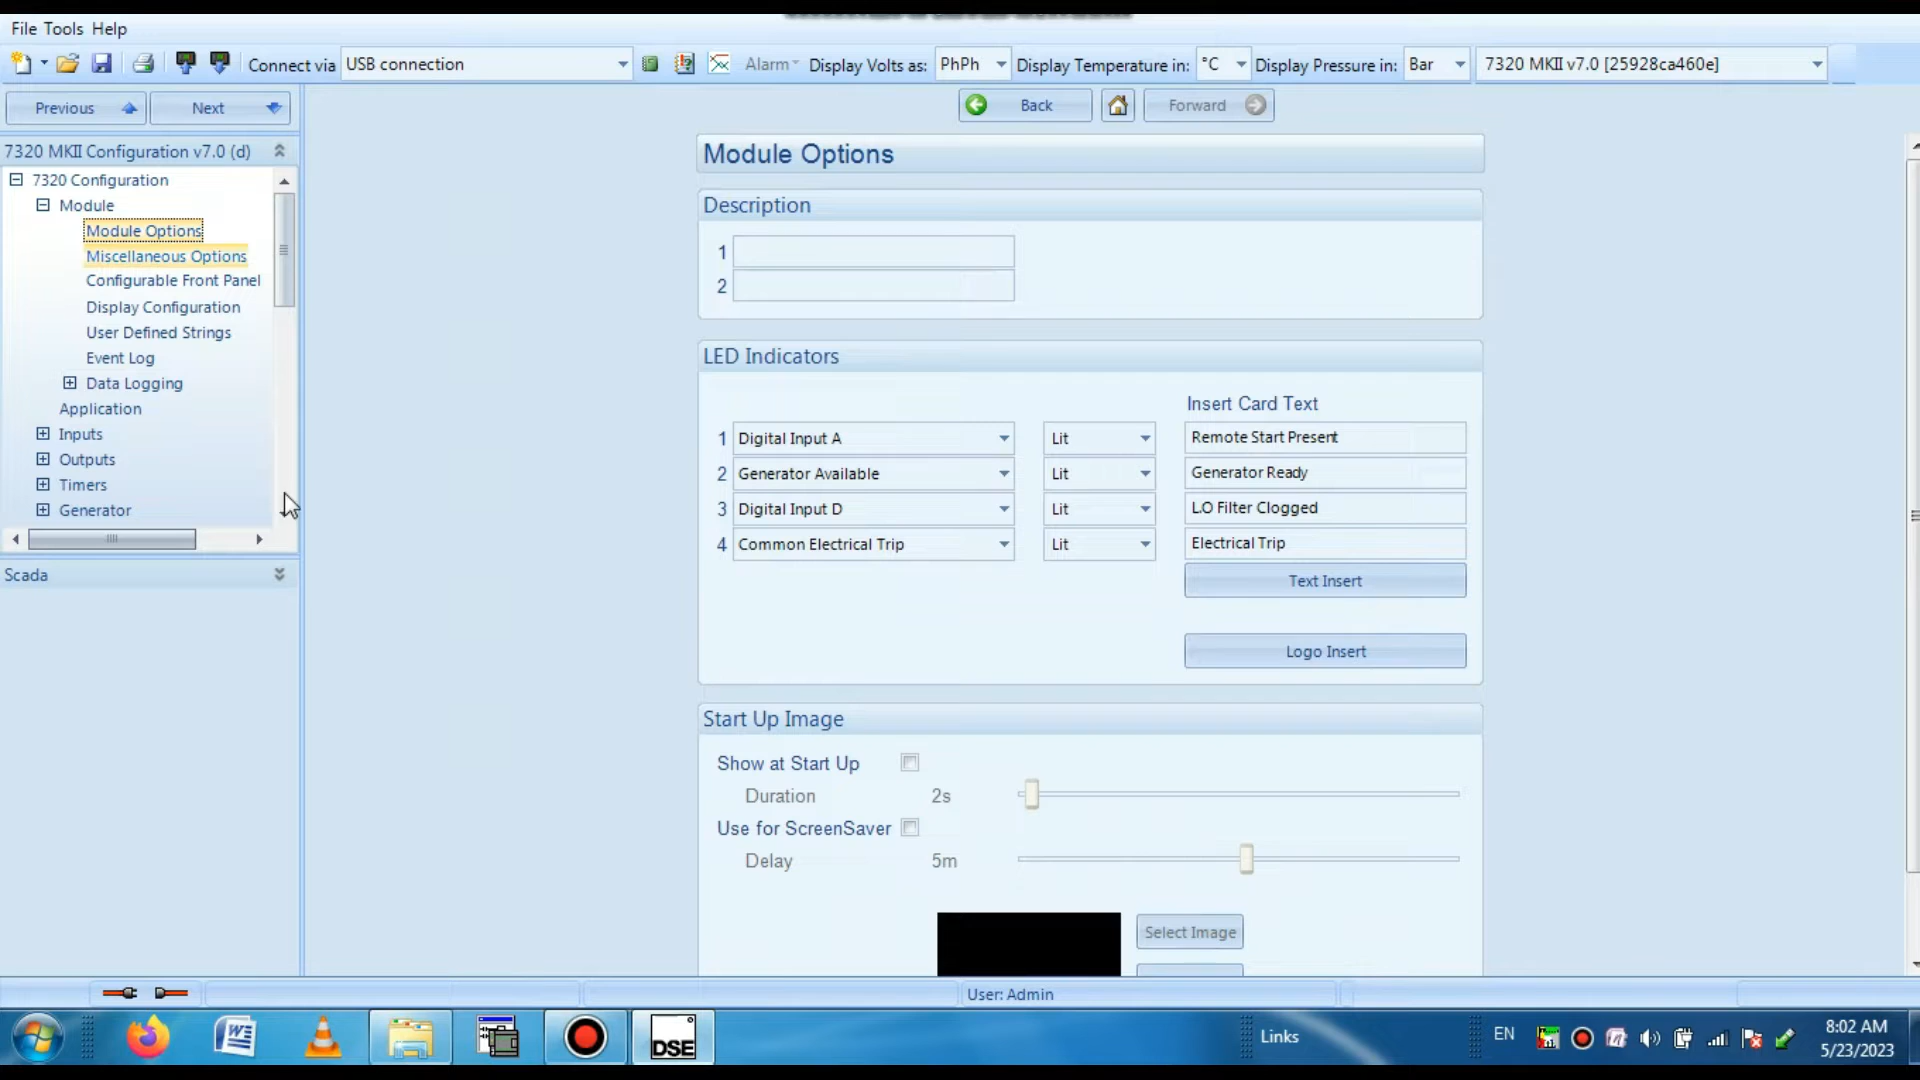 File Tools Help
Connect via USB connection Alarm Display Volts as: PhPh Display Temperature in: °C Display Pressure in: Bar 7320 MKII v7.0 [25928ca460e]
Previous Next
Back Forward
7320 MKII Configuration v7.0 (d)
7320 Configuration
Module
Module Options
Miscellaneous Options
Configurable Front Panel
Display Configuration
User Defined Strings
Event Log
Data Logging
Application
Inputs
Outputs
Timers
Generator
Scada
Module Options
Description
1
2
LED Indicators
Insert Card Text
1 Digital Input A Lit Remote Start Present
2 Generator Available Lit Generator Ready
3 Digital Input D Lit L.O Filter Clogged
4 Common Electrical Trip Lit Electrical Trip
Text Insert
Logo Insert
Start Up Image
Show at Start Up
Duration 2s
Use for ScreenSaver
Delay 5m
Select Image
User: Admin
DSE
Links
EN
8:02 AM
5/23/2023